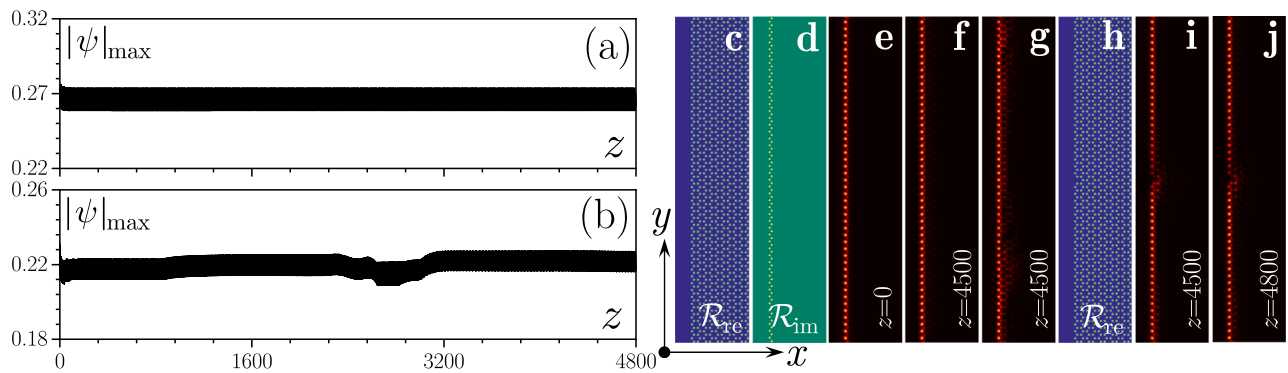 0.32
|ψ|max
(a)
0.27
z
0.22
0.26
|ψ|max
(b)
0.22
z
0.18
0 1600 3200 4800
c d e f g h i j
y
ℛre ℛim z=0 z=4500 z=4500 ℛre z=4500 z=4800
x